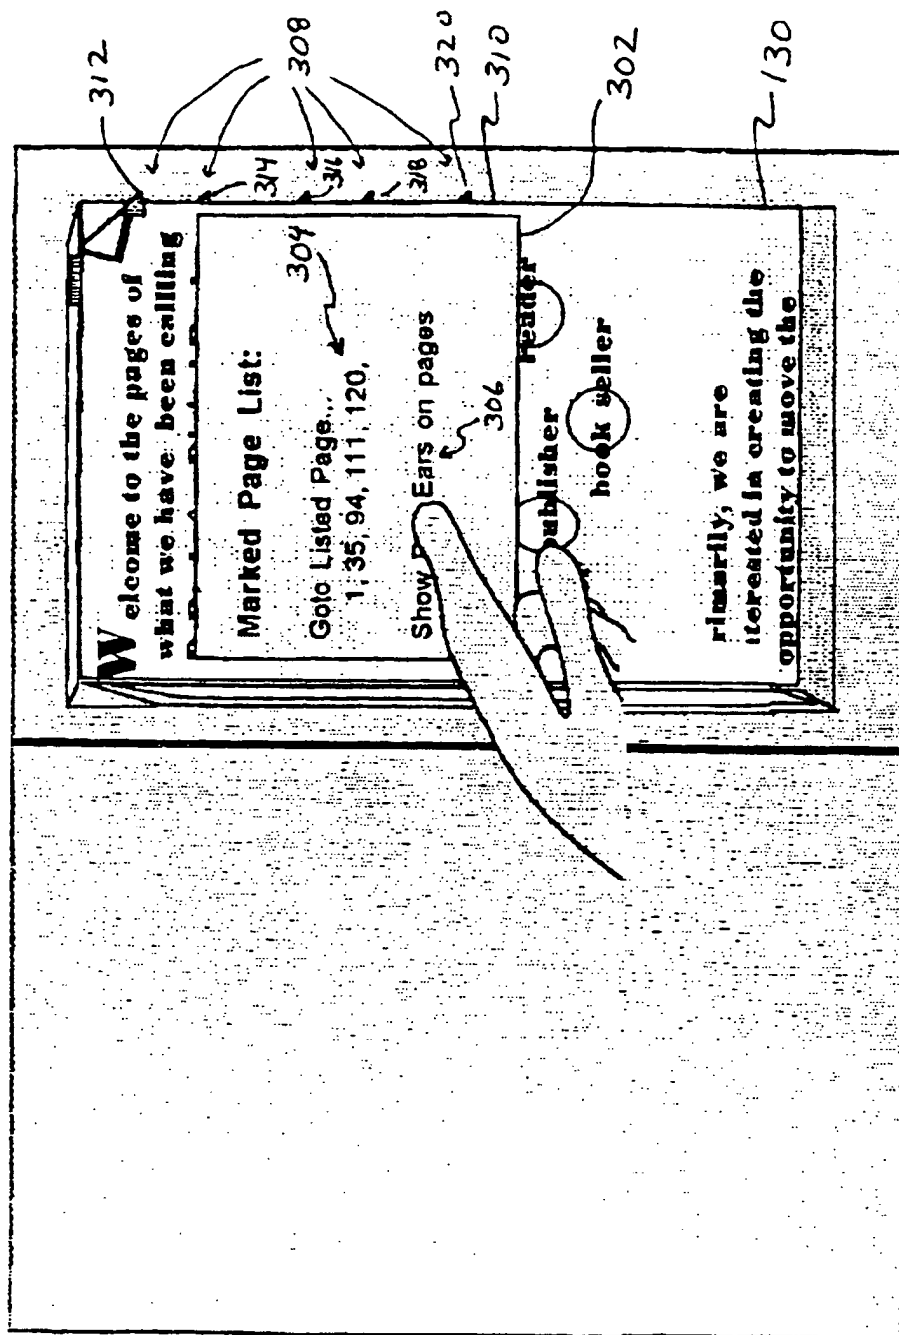 312
308
320
310
302
130
314
316
318
Welcome to the pages of
what we have been callling
Marked Page List:
304
Goto Listed Page...
1, 35, 94, 111, 120,
Show Ears on pages
306
publisher reader
book seller
rimarily, we are
itereated in creating the
opportunity to move the